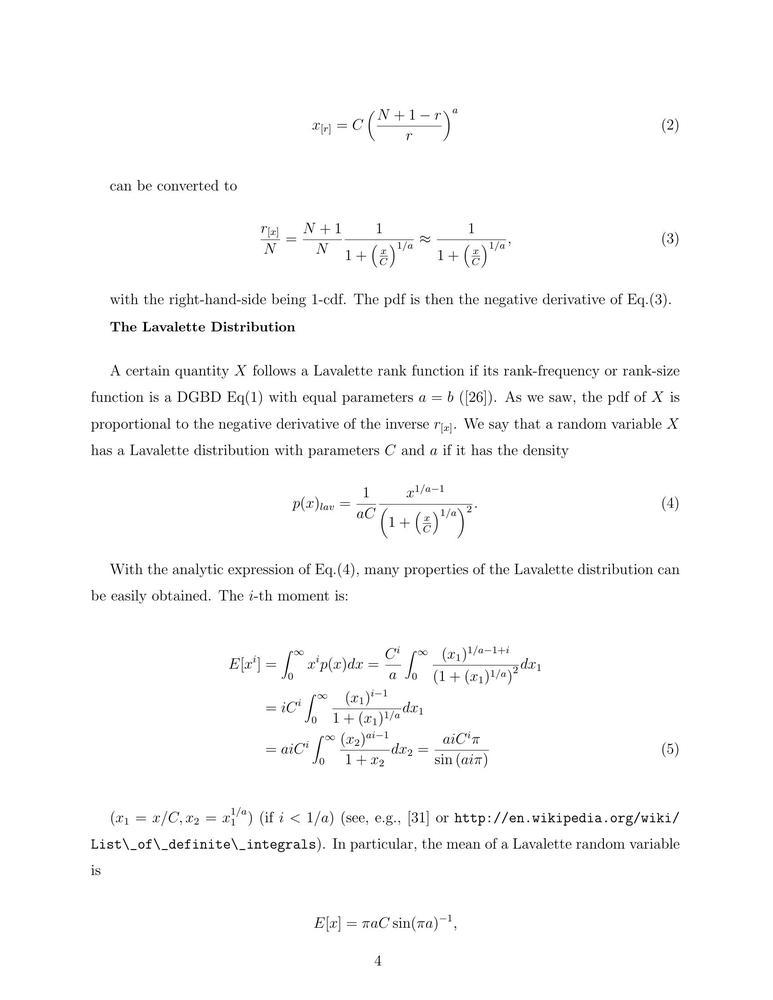 x_{[r]} = C \left( \frac{N + 1 - r}{r} \right)^a (2)
can be converted to
\frac{r_{[x]}}{N} = \frac{N + 1}{N} \frac{1}{1 + \left( \frac{x}{C} \right)^{1/a}} \approx \frac{1}{1 + \left( \frac{x}{C} \right)^{1/a}}, (3)
with the right-hand-side being 1-cdf. The pdf is then the negative derivative of Eq.(3).
The Lavalette Distribution
A certain quantity X follows a Lavalette rank function if its rank-frequency or rank-size
function is a DGBD Eq(1) with equal parameters a = b ([26]). As we saw, the pdf of X is
proportional to the negative derivative of the inverse r_{[x]}. We say that a random variable X
has a Lavalette distribution with parameters C and a if it has the density
p(x)_{lav} = \frac{1}{aC} \frac{x^{1/a-1}}{\left( 1 + \left( \frac{x}{C} \right)^{1/a} \right)^2}. (4)
With the analytic expression of Eq.(4), many properties of the Lavalette distribution can
be easily obtained. The i-th moment is:
E[x^i] = \int_0^\infty x^i p(x)dx = \frac{C^i}{a} \int_0^\infty \frac{(x_1)^{1/a-1+i}}{(1 + (x_1)^{1/a})^2} dx_1
= iC^i \int_0^\infty \frac{(x_1)^{i-1}}{1 + (x_1)^{1/a}} dx_1
= aiC^i \int_0^\infty \frac{(x_2)^{ai-1}}{1 + x_2} dx_2 = \frac{aiC^i\pi}{\sin(ai\pi)} (5)
(x_1 = x/C, x_2 = x_1^{1/a}) (if i < 1/a) (see, e.g., [31] or http://en.wikipedia.org/wiki/
List\_of\_definite\_integrals). In particular, the mean of a Lavalette random variable
is
E[x] = \pi aC \sin(\pi a)^{-1},
4